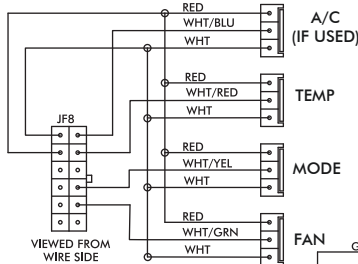 RED
WHT/BLU
WHT
A/C
(IF USED)
RED
WHT/RED
WHT
TEMP
JF8
RED
WHT/YEL
WHT
MODE
RED
WHT/GRN
WHT
FAN
G
VIEWED FROM
WIRE SIDE